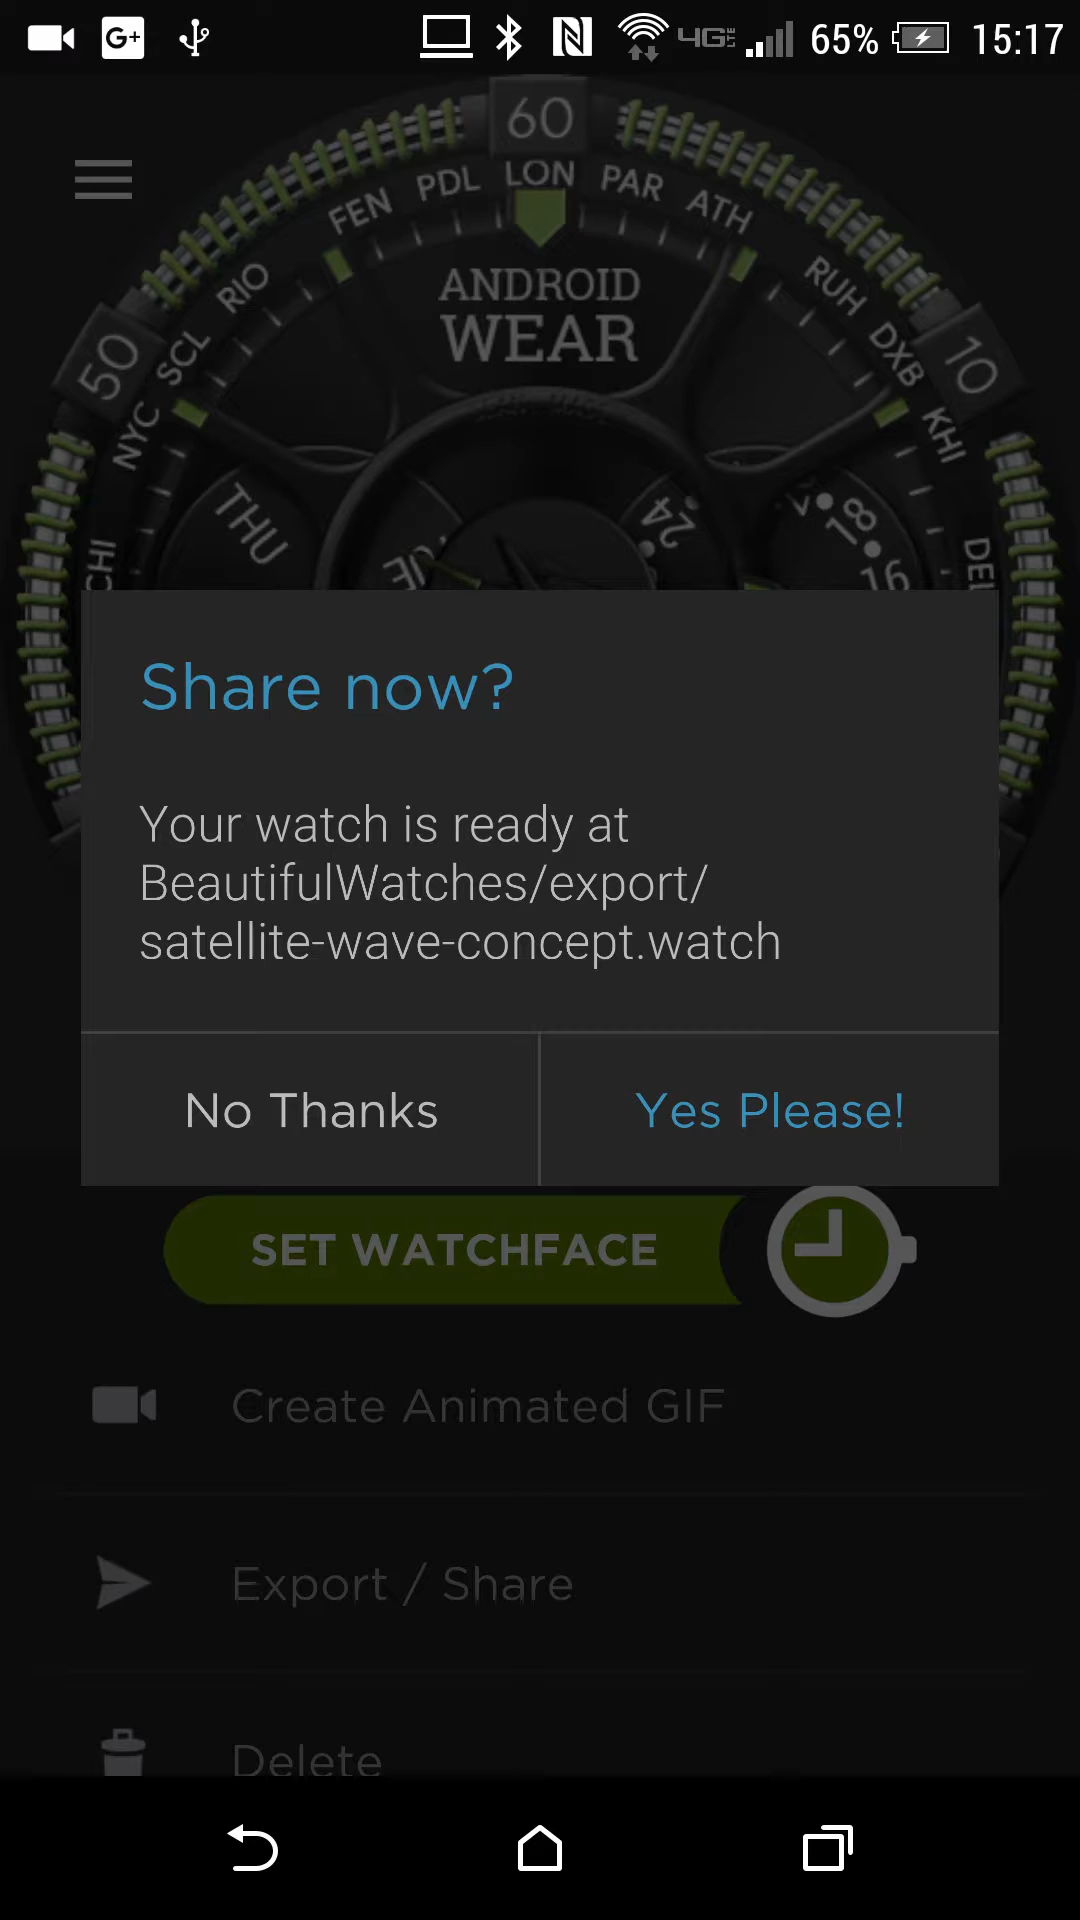 G+
4G LTE
65%
15:17
60
FEN PDL LON PAR ATH
RIO
RUH
50
SCL
DXB
10
NYC
KHI
ANDROID
WEAR
THU
24
18
16
CHI
Share now?
Your watch is ready at
BeautifulWatches/export/
satellite-wave-concept.watch
No Thanks
Yes Please!
SET WATCHFACE
Create Animated GIF
Export / Share
Delete